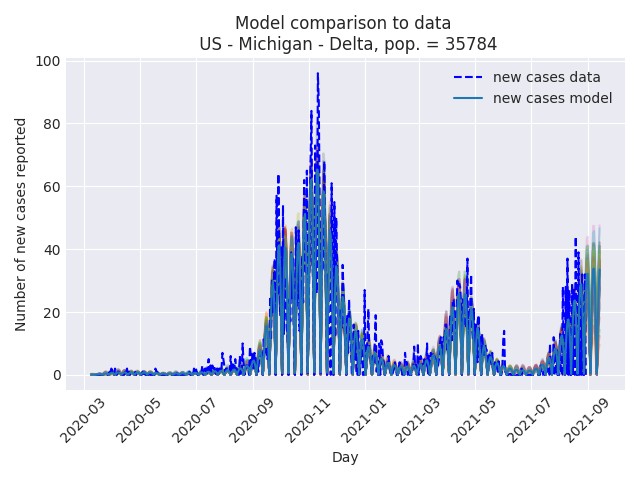 Model comparison to data
US - Michigan - Delta, pop. = 35784
new cases data
new cases model
Number of new cases reported
100
80
60
40
20
0
2020-03
2020-05
2020-07
2020-09
2020-11
2021-01
2021-03
2021-05
2021-07
2021-09
Day